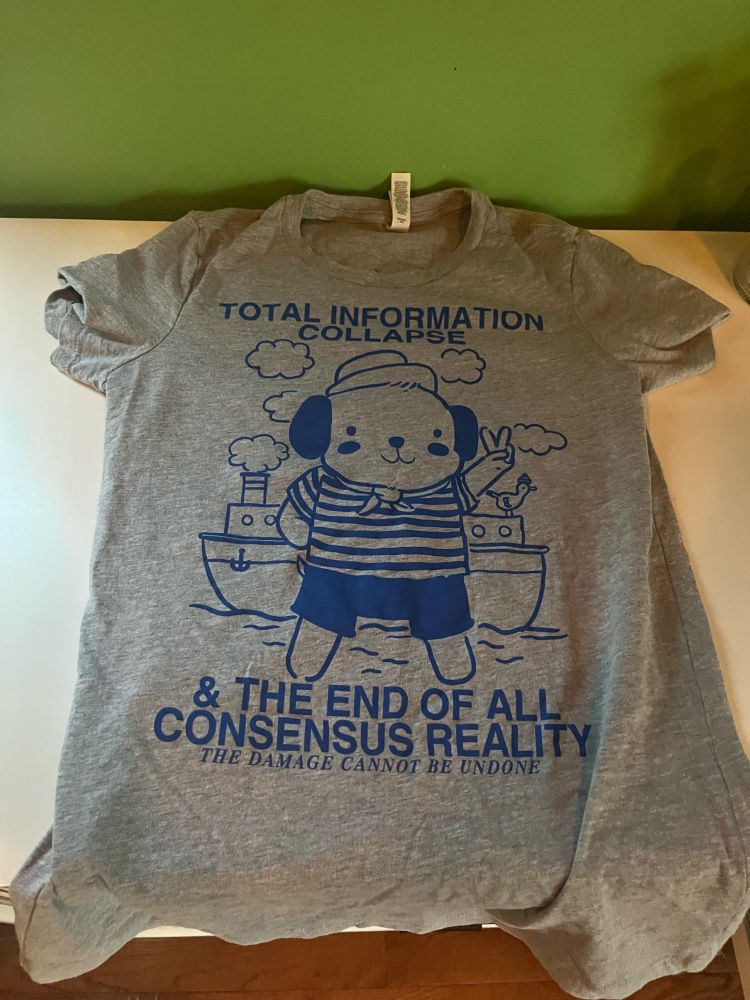 TOTAL INFORMATION
COLLAPSE
& THE END OF ALL
CONSENSUS REALITY
THE DAMAGE CANNOT BE UNDONE